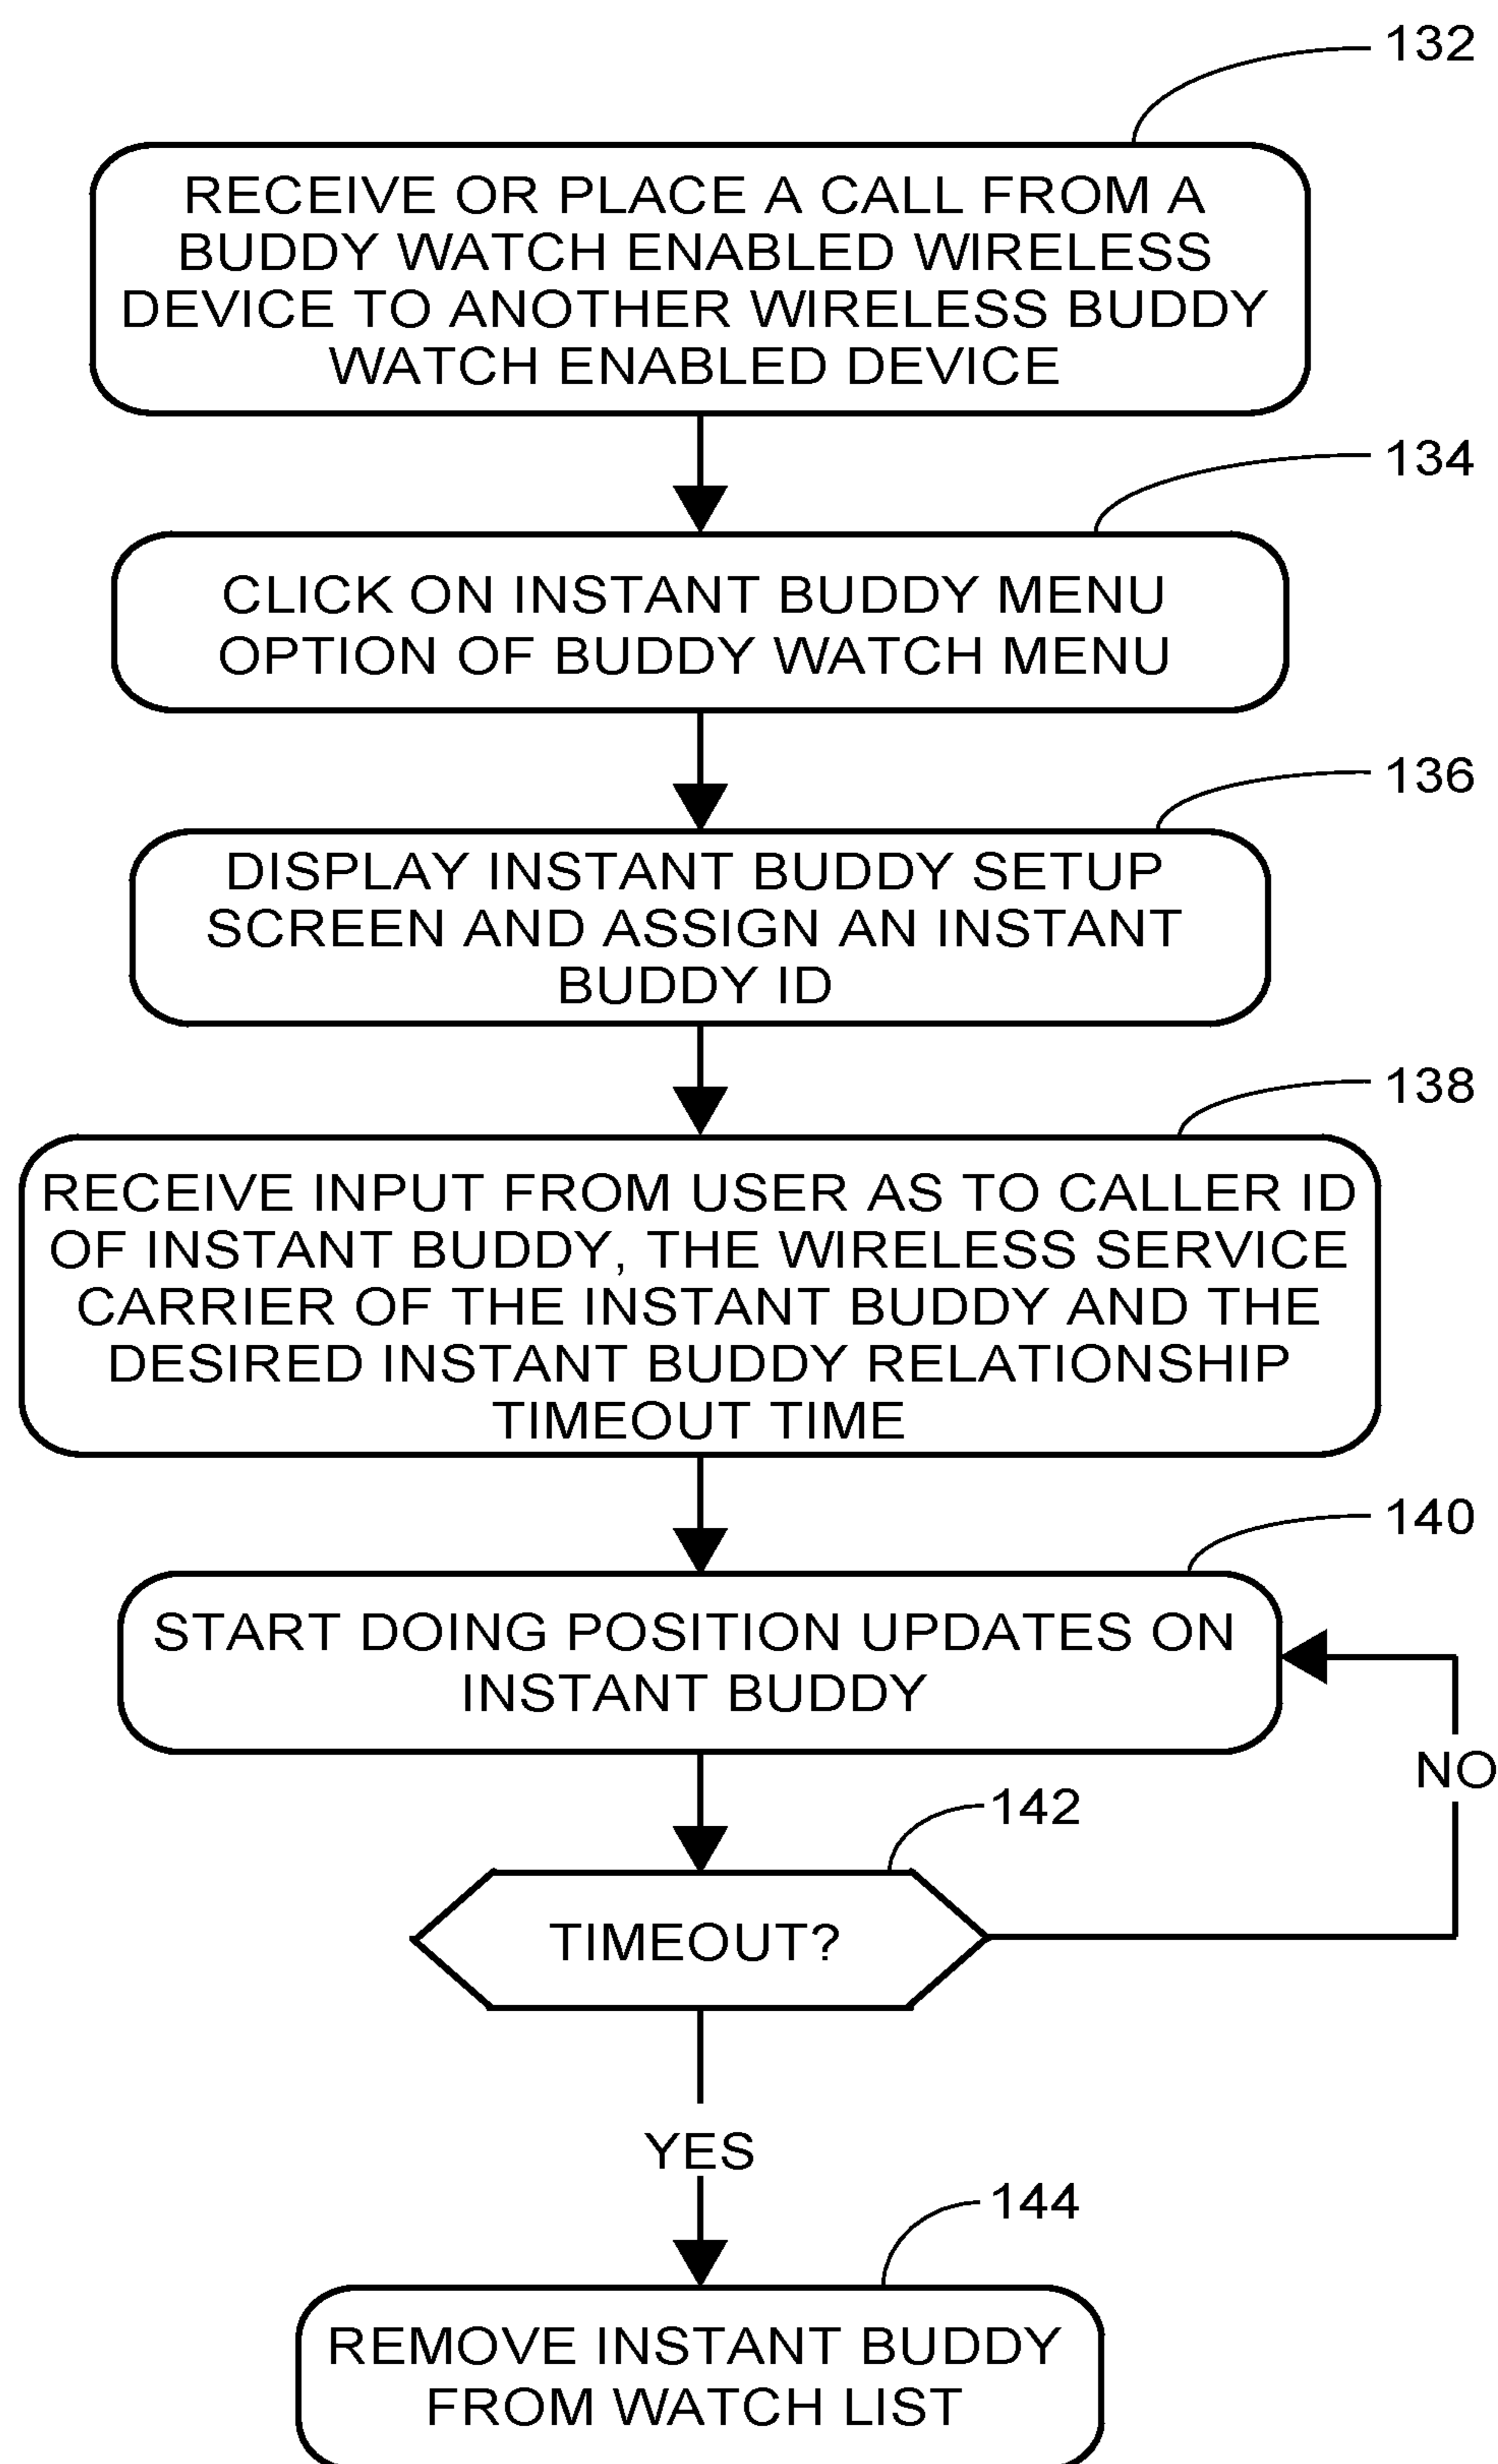 132
RECEIVE OR PLACE A CALL FROM A
BUDDY WATCH ENABLED WIRELESS
DEVICE TO ANOTHER WIRELESS BUDDY
WATCH ENABLED DEVICE
134
CLICK ON INSTANT BUDDY MENU
OPTION OF BUDDY WATCH MENU
136
DISPLAY INSTANT BUDDY SETUP
SCREEN AND ASSIGN AN INSTANT
BUDDY ID
138
RECEIVE INPUT FROM USER AS TO CALLER ID
OF INSTANT BUDDY, THE WIRELESS SERVICE
CARRIER OF THE INSTANT BUDDY AND THE
DESIRED INSTANT BUDDY RELATIONSHIP
TIMEOUT TIME
140
START DOING POSITION UPDATES ON
INSTANT BUDDY
NO
142
TIMEOUT?
YES
144
REMOVE INSTANT BUDDY
FROM WATCH LIST